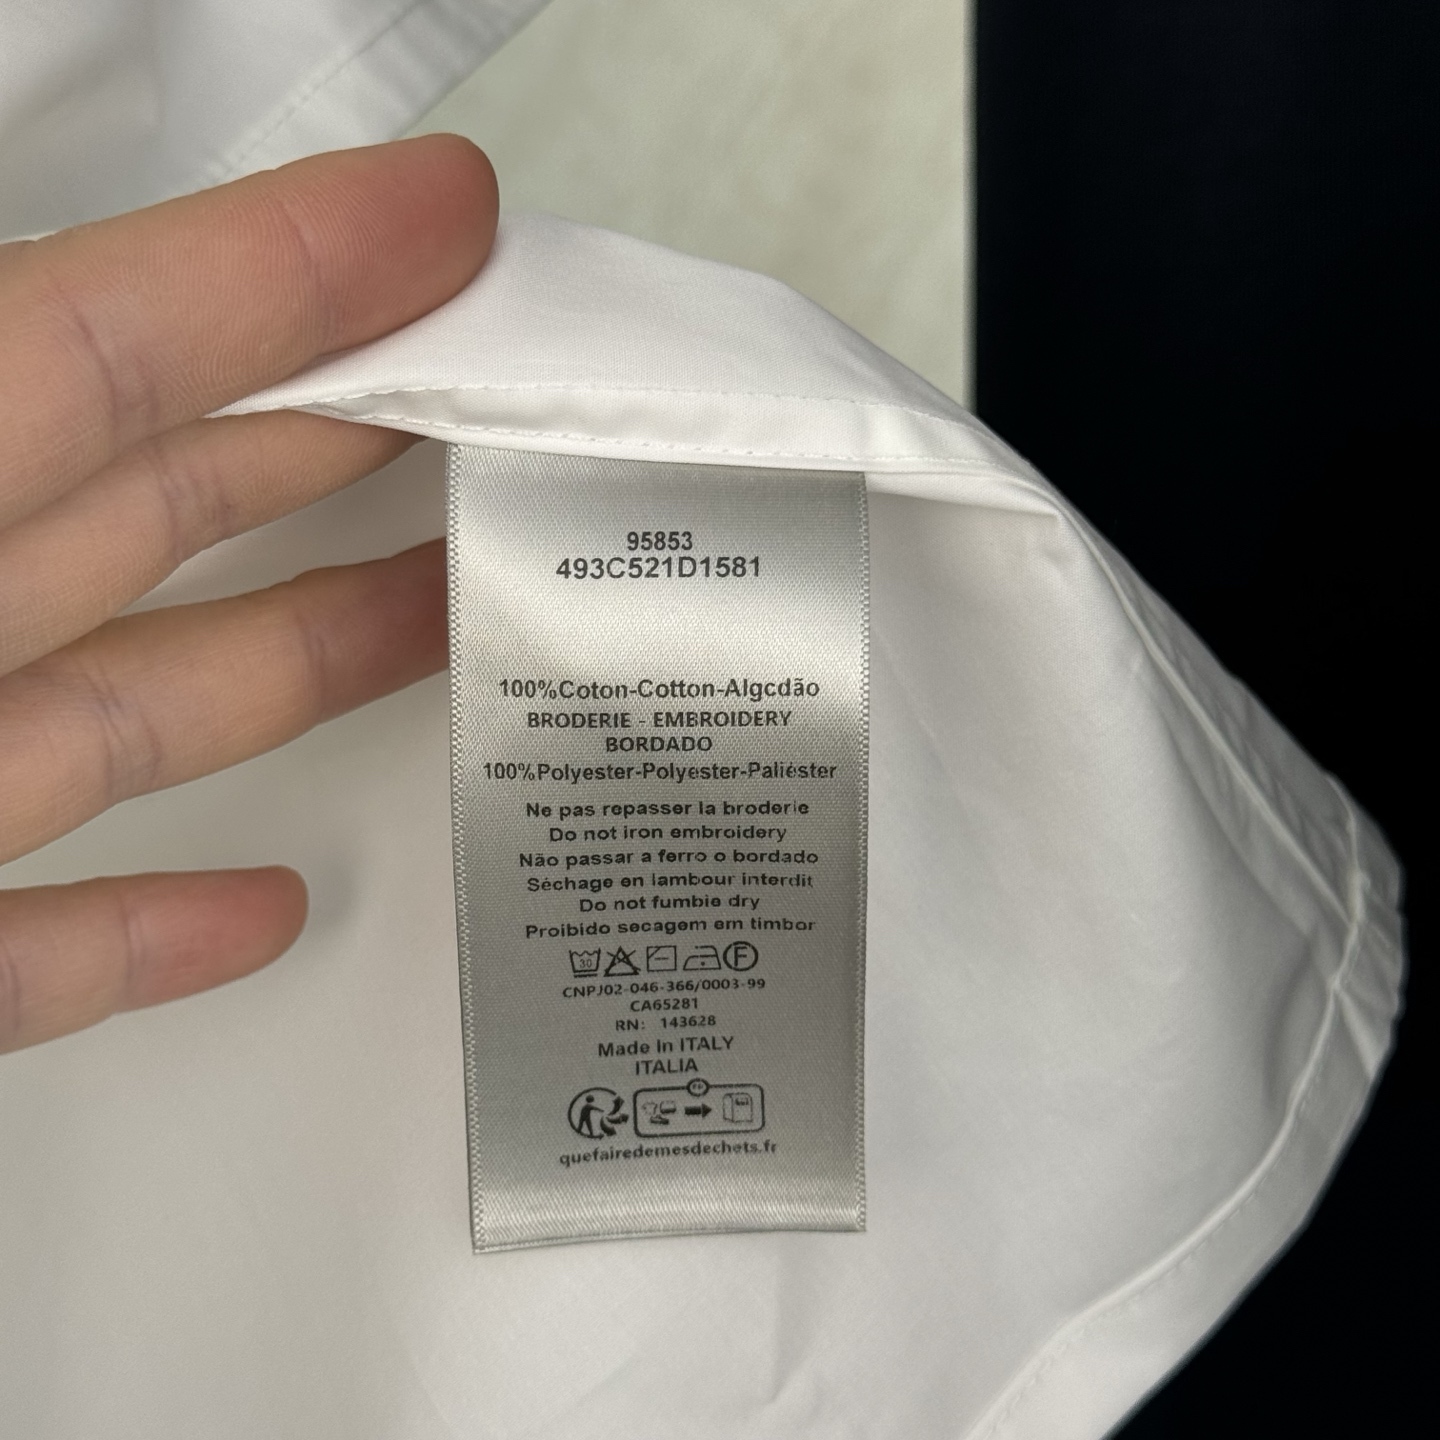 95853
493C521D1581
100%Coton-Cotton-Algcdão
BRODERIE - EMBROIDERY
BORDADO
100%Polyester-Polyester-Paliéster
Ne pas repasser la broderie
Do not iron embroidery
Não passar a ferro o bordado
Séchage en lambour interdit
Do not fumbie dry
Proibido secagem em timbor
30
F
CNPJ02-046-366/0003-99
CA65281
RN: 143628
Made In ITALY
ITALIA
quefairedemesdechets.fr